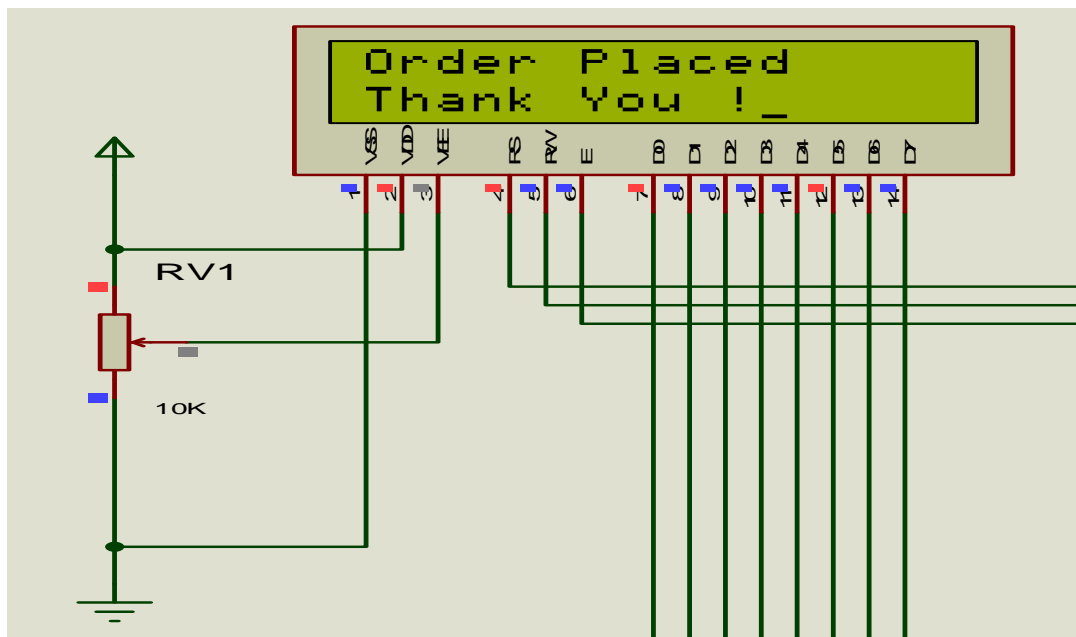 Order Placed
Thank You !_
VSS VDD VEE RS RW E D0 D1 D2 D3 D4 D5 D6 D7
1 2 3 4 5 6 7 8 9 10 11 12 13 14
RV1
10K